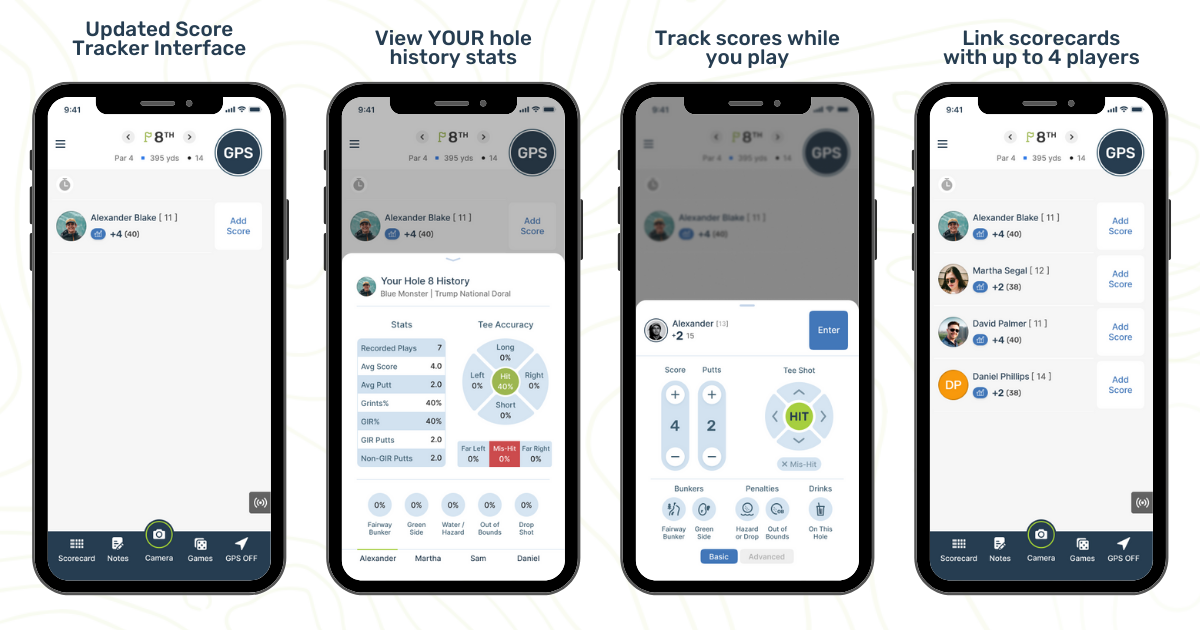 Updated Score
Tracker Interface
9:41
8TH
GPS
Par 4 395 yds 14
Alexander Blake [ 11 ]
+4 (40)
Add
Score
Scorecard Notes Camera Games GPS OFF
View YOUR hole
history stats
9:41
8TH
GPS
Par 4 395 yds 14
Alexander Blake [ 11 ]
+4 (40)
Add
Score
Your Hole 8 History
Blue Monster | Trump National Doral
Stats
Recorded Plays 7
Avg Score 4.0
Avg Putt 2.0
Grints% 40%
GIR% 40%
GIR Putts 2.0
Non-GIR Putts 2.0
Tee Accuracy
Long
0%
Left
0%
Hit
40%
Right
0%
Short
0%
Far Left
0%
Mis-Hit
0%
Far Right
0%
0% 0% 0% 0% 0%
Fairway
Bunker
Green
Side
Water /
Hazard
Out of
Bounds
Drop
Shot
Alexander Martha Sam Daniel
Track scores while
you play
9:41
8TH
GPS
Par 4 395 yds 14
Alexander Blake [ 11 ]
+4 (40)
Alexander [13]
+2 15
Enter
Score Putts Tee Shot
+ +
4 2
− −
HIT
✕ Mis-Hit
Bunkers Penalties Drinks
Fairway
Bunker
Green
Side
Hazard
or Drop
Out of
Bounds
On This
Hole
Basic Advanced
Link scorecards
with up to 4 players
9:41
8TH
GPS
Par 4 395 yds 14
Alexander Blake [ 11 ]
+4 (40)
Add
Score
Martha Segal [ 12 ]
+2 (38)
Add
Score
David Palmer [ 11 ]
+4 (40)
Add
Score
DP
Daniel Phillips [ 14 ]
+2 (38)
Add
Score
Scorecard Notes Camera Games GPS OFF